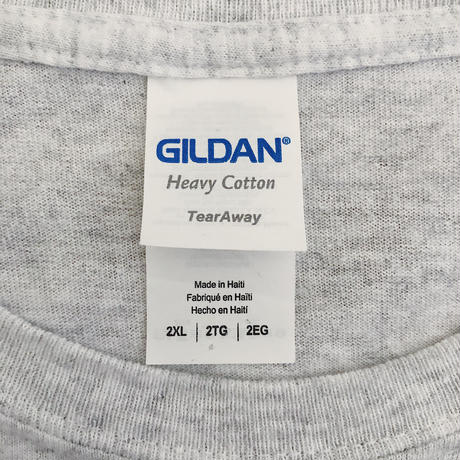 GILDAN®
Heavy Cotton
TearAway
Made in Haiti
Fabriqué en Haïti
Hecho en Haití
2XL | 2TG | 2EG